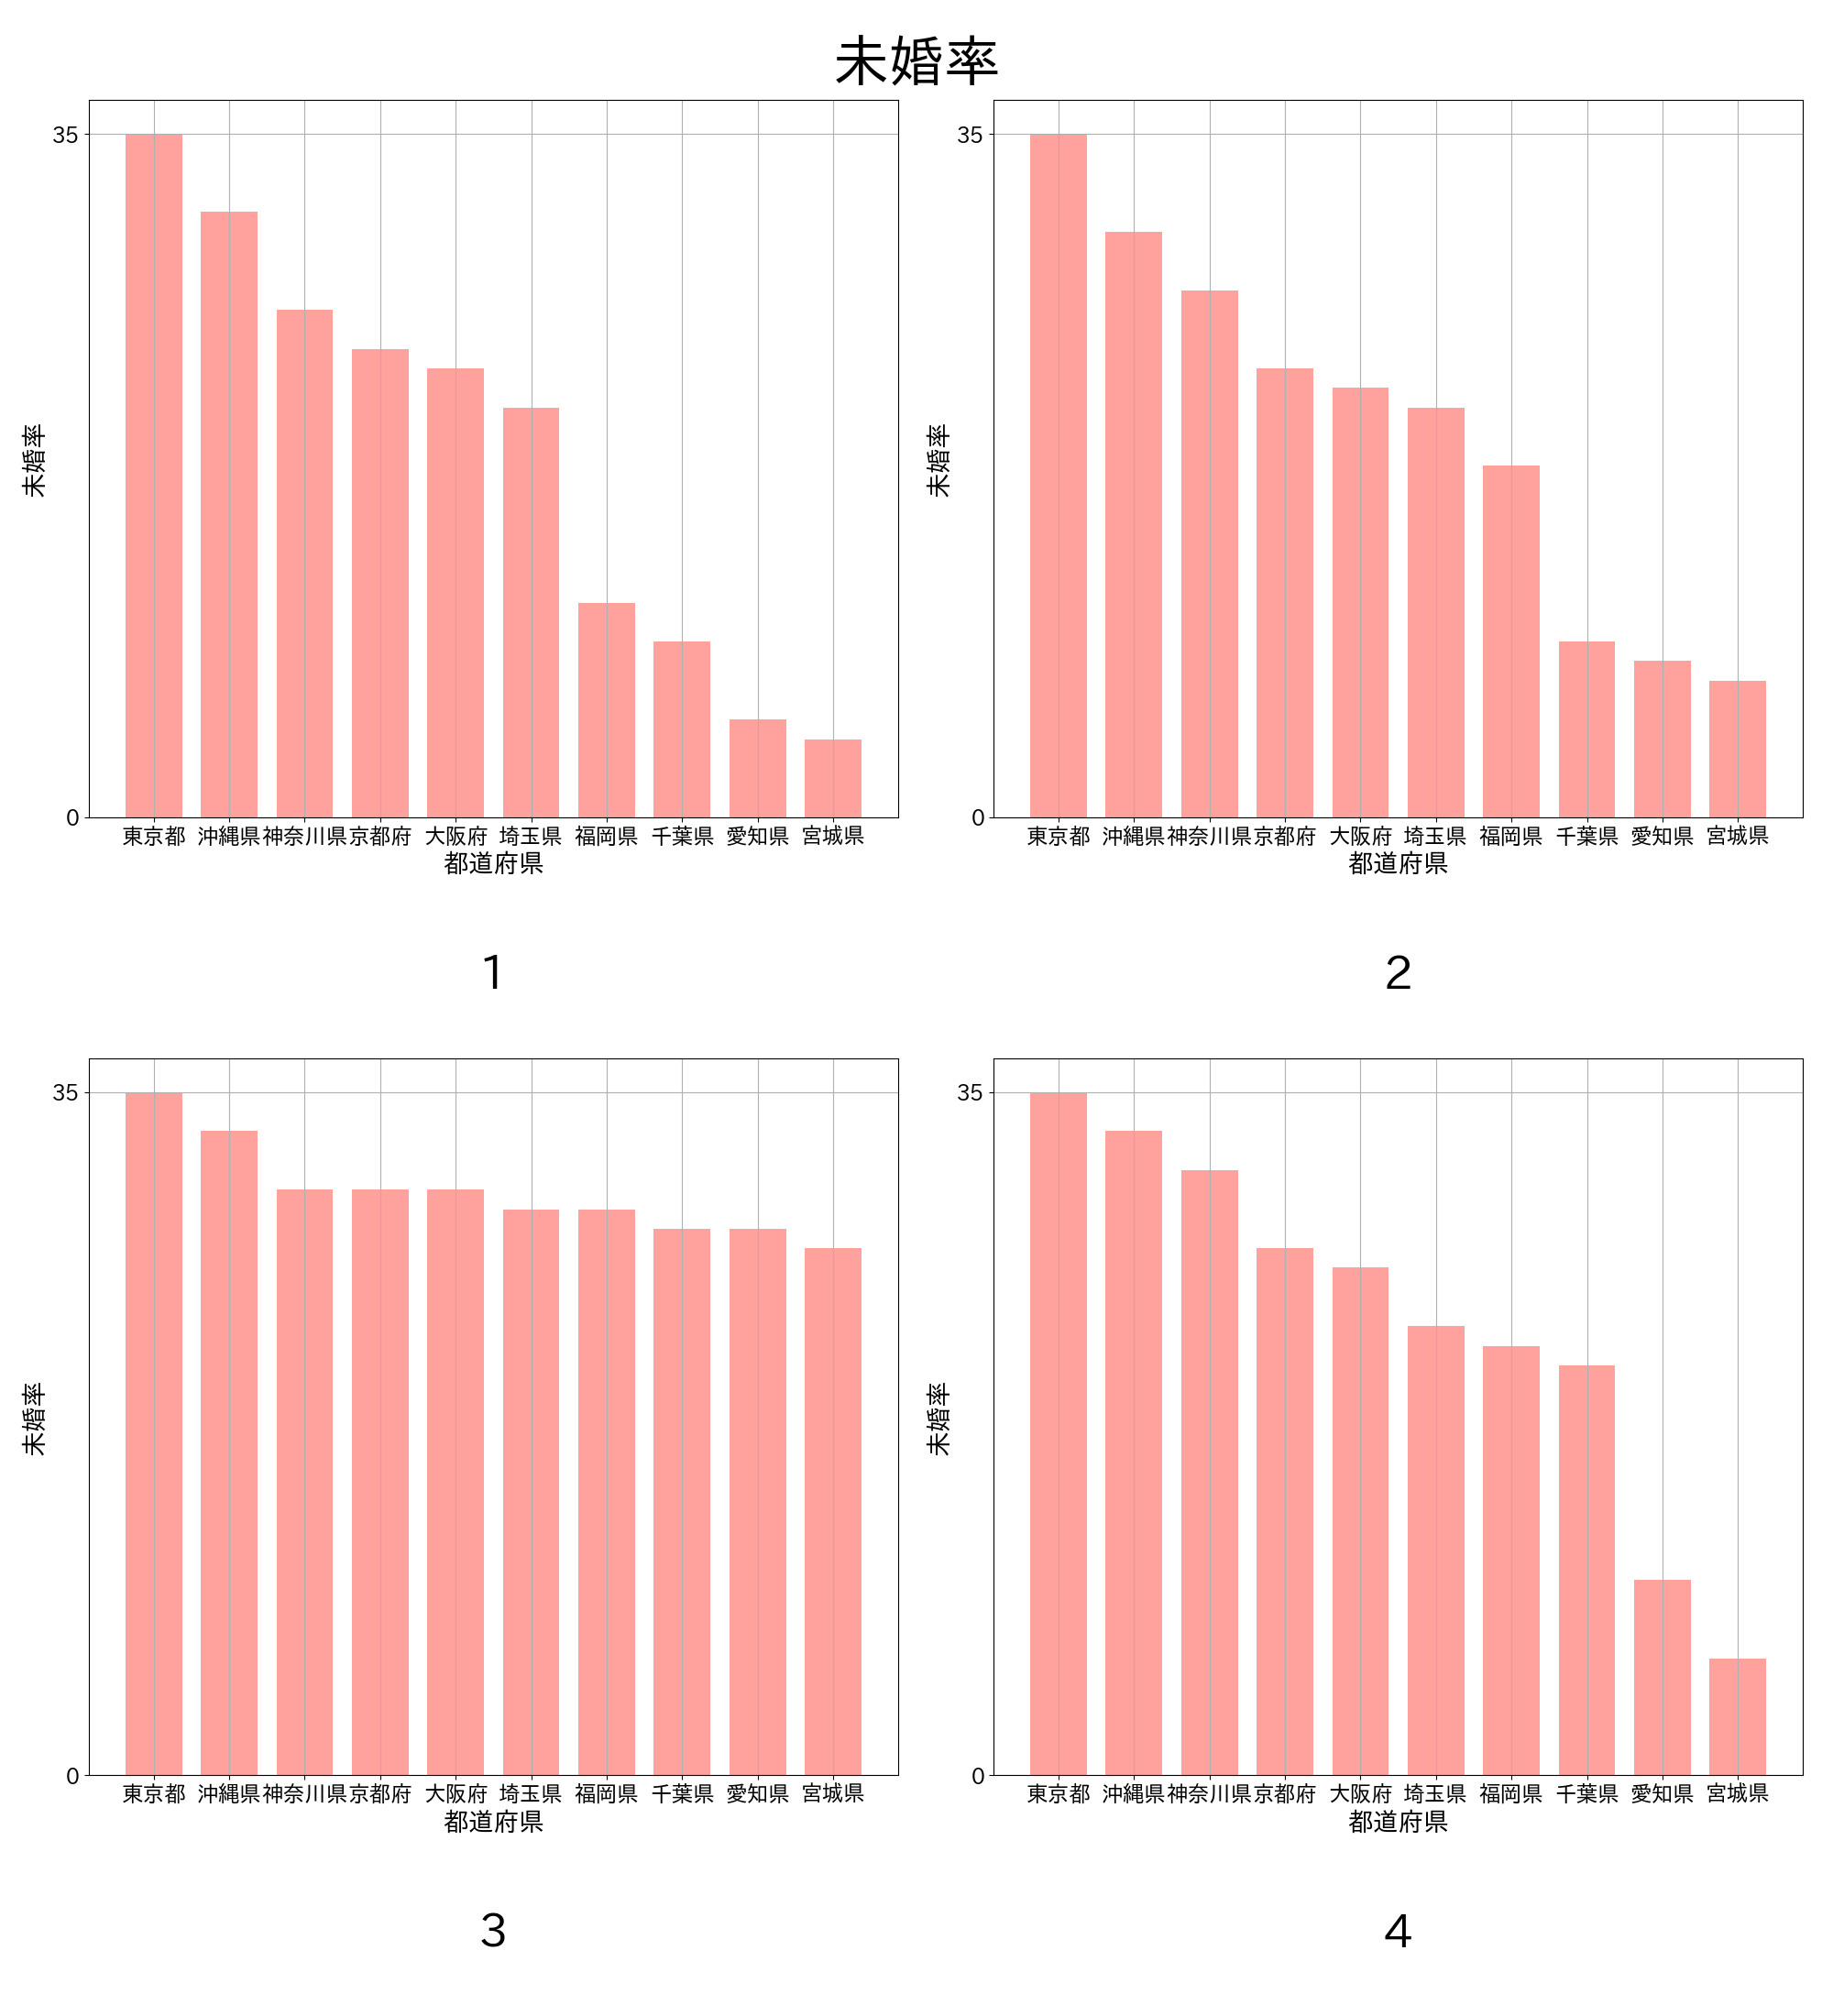 未婚率
35
0
未婚率
東京都 沖縄県 神奈川県 京都府 大阪府 埼玉県 福岡県 千葉県 愛知県 宮城県
都道府県
1
35
0
未婚率
東京都 沖縄県 神奈川県 京都府 大阪府 埼玉県 福岡県 千葉県 愛知県 宮城県
都道府県
2
35
0
未婚率
東京都 沖縄県 神奈川県 京都府 大阪府 埼玉県 福岡県 千葉県 愛知県 宮城県
都道府県
3
35
0
未婚率
東京都 沖縄県 神奈川県 京都府 大阪府 埼玉県 福岡県 千葉県 愛知県 宮城県
都道府県
4